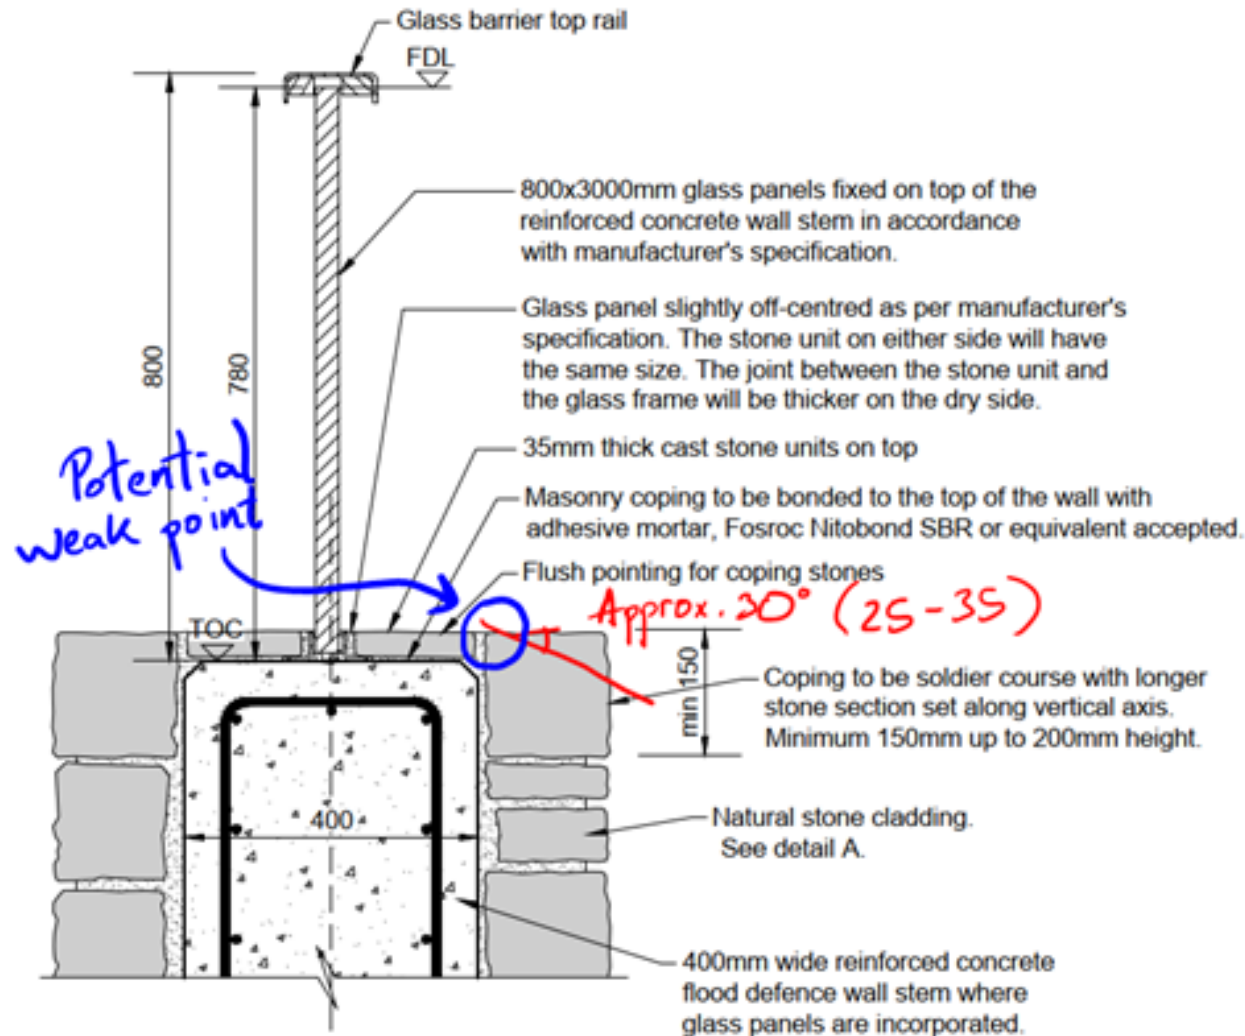 Glass barrier top rail
FDL
800x3000mm glass panels fixed on top of the
reinforced concrete wall stem in accordance
with manufacturer's specification.
Glass panel slightly off-centred as per manufacturer's
specification. The stone unit on either side will have
the same size. The joint between the stone unit and
the glass frame will be thicker on the dry side.
800
780
35mm thick cast stone units on top
Potential
weak point
Masonry coping to be bonded to the top of the wall with
adhesive mortar, Fosroc Nitobond SBR or equivalent accepted.
Flush pointing for coping stones
Approx. 30° (25-35)
TOC
min 150
Coping to be soldier course with longer
stone section set along vertical axis.
Minimum 150mm up to 200mm height.
400
Natural stone cladding.
See detail A.
400mm wide reinforced concrete
flood defence wall stem where
glass panels are incorporated.